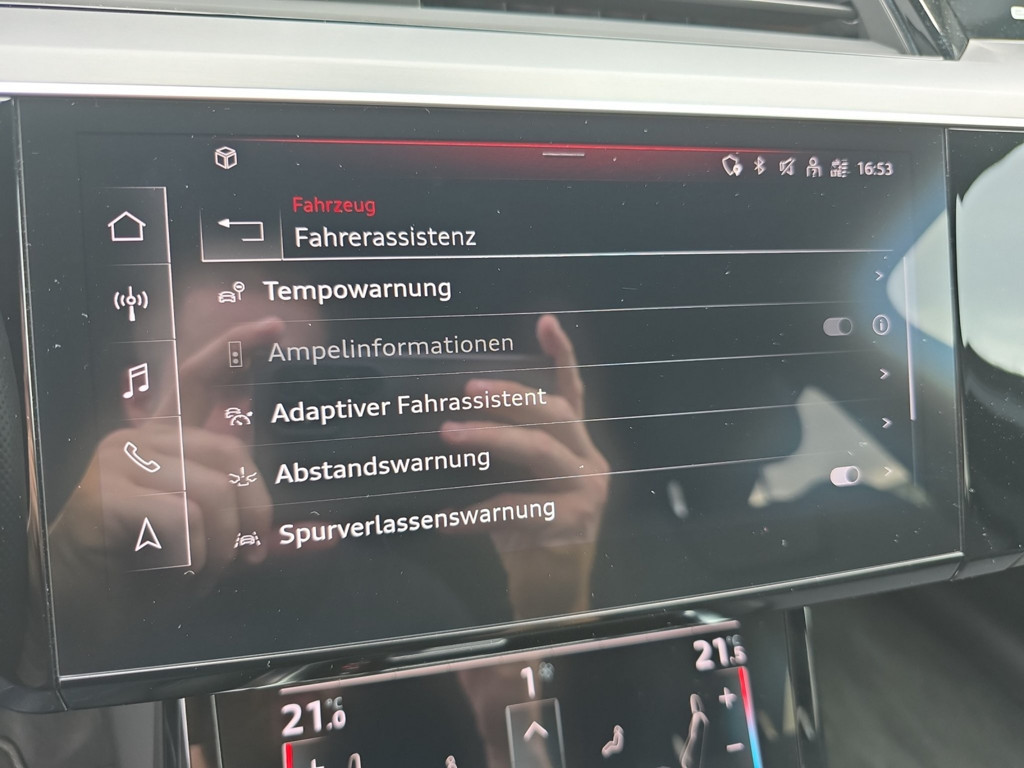 16:53
Fahrzeug
Fahrerassistenz
Tempowarnung
Ampelinformationen
Adaptiver Fahrassistent
Abstandswarnung
Spurverlassenswarnung
21.0 °C
1
21.5 °C